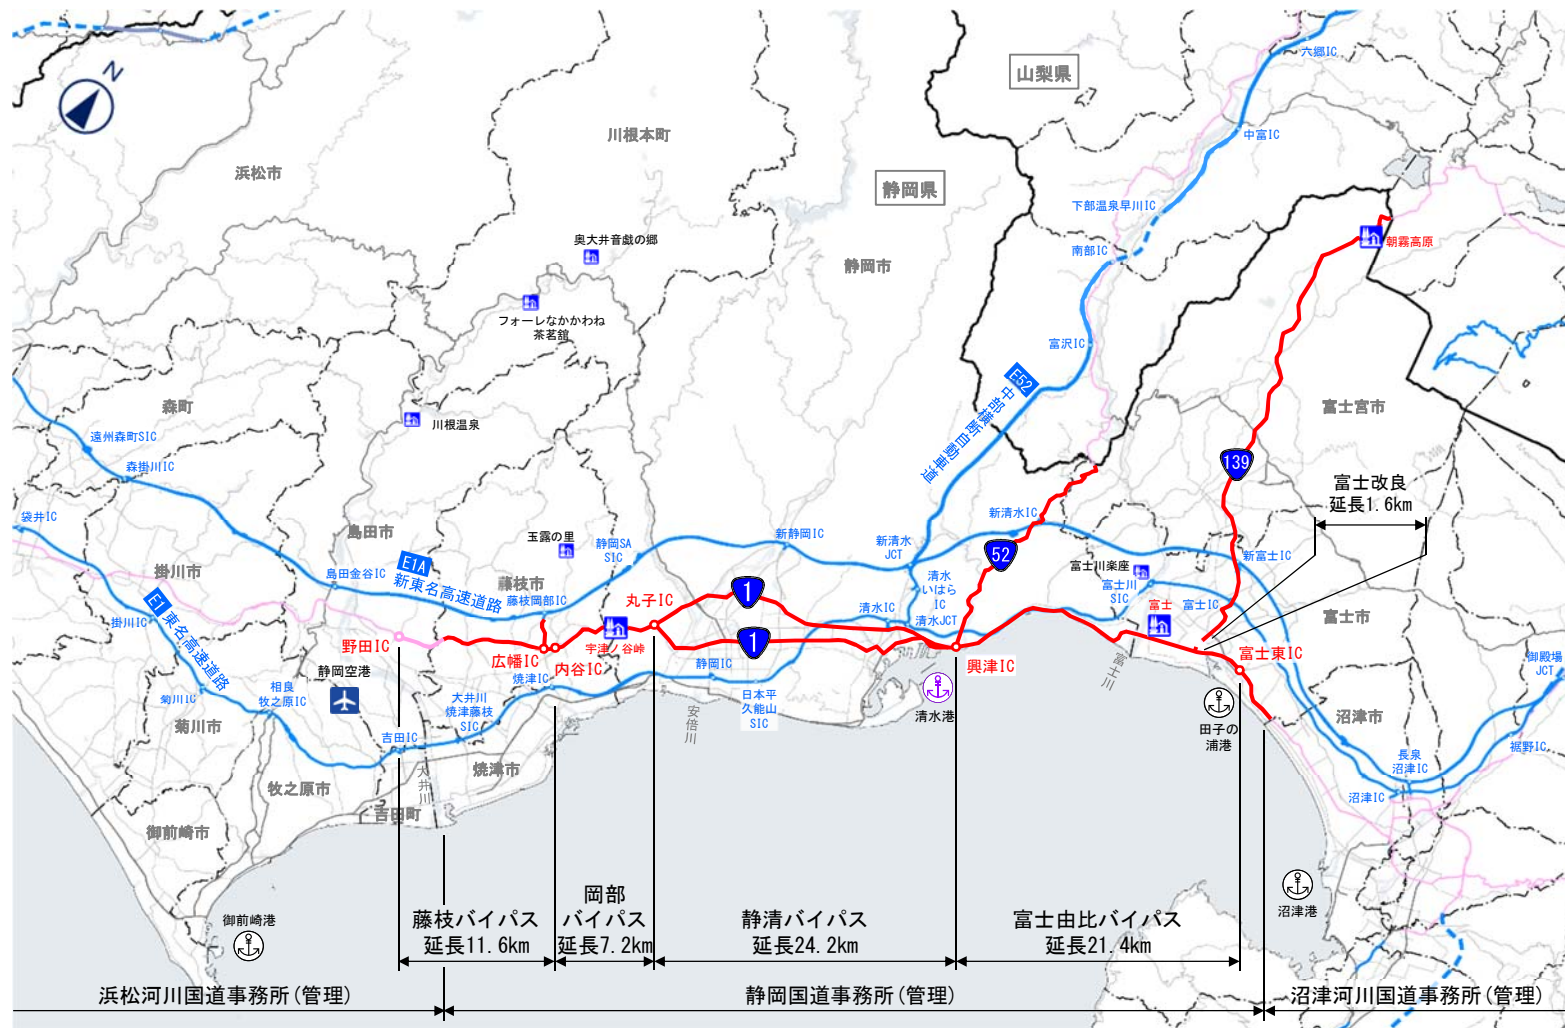 N
山梨県
静岡県
六郷IC
中富IC
下部温泉早川IC
南部IC
富沢IC
川根本町
浜松市
奥大井音戯の郷
フォーレなかかわね
茶茗舘
静岡市
朝霧高原
E52
中部横断自動車道
富士宮市
森町
川根温泉
遠州森町SIC
森掛川IC
139
富士改良
延長1.6km
袋井IC
島田市
玉露の里
静岡SA
SIC
新静岡IC
新清水
JCT
新清水IC
52
新富士IC
富士川楽座
掛川市
島田金谷IC
E1A
新東名高速道路
藤枝市
藤枝岡部IC
丸子IC
1
清水
いはら
IC
清水IC
清水JCT
富士川
SIC
富士IC
富士
富士市
掛川IC
E1
東名高速道路
野田IC
広幡IC
内谷IC
宇津ノ谷峠
1
静岡IC
興津IC
富士川
富士東IC
御殿場
JCT
静岡空港
焼津IC
菊川IC
相良
牧之原IC
大井川
焼津藤枝
SIC
日本平
久能山
SIC
安倍川
清水港
田子の
浦港
沼津市
菊川市
吉田IC
焼津市
大井川
長泉
沼津IC
裾野IC
沼津IC
牧之原市
吉田町
御前崎市
御前崎港
沼津港
藤枝バイパス
延長11.6km
岡部
バイパス
延長7.2km
静清バイパス
延長24.2km
富士由比バイパス
延長21.4km
浜松河川国道事務所(管理)
静岡国道事務所(管理)
沼津河川国道事務所(管理)